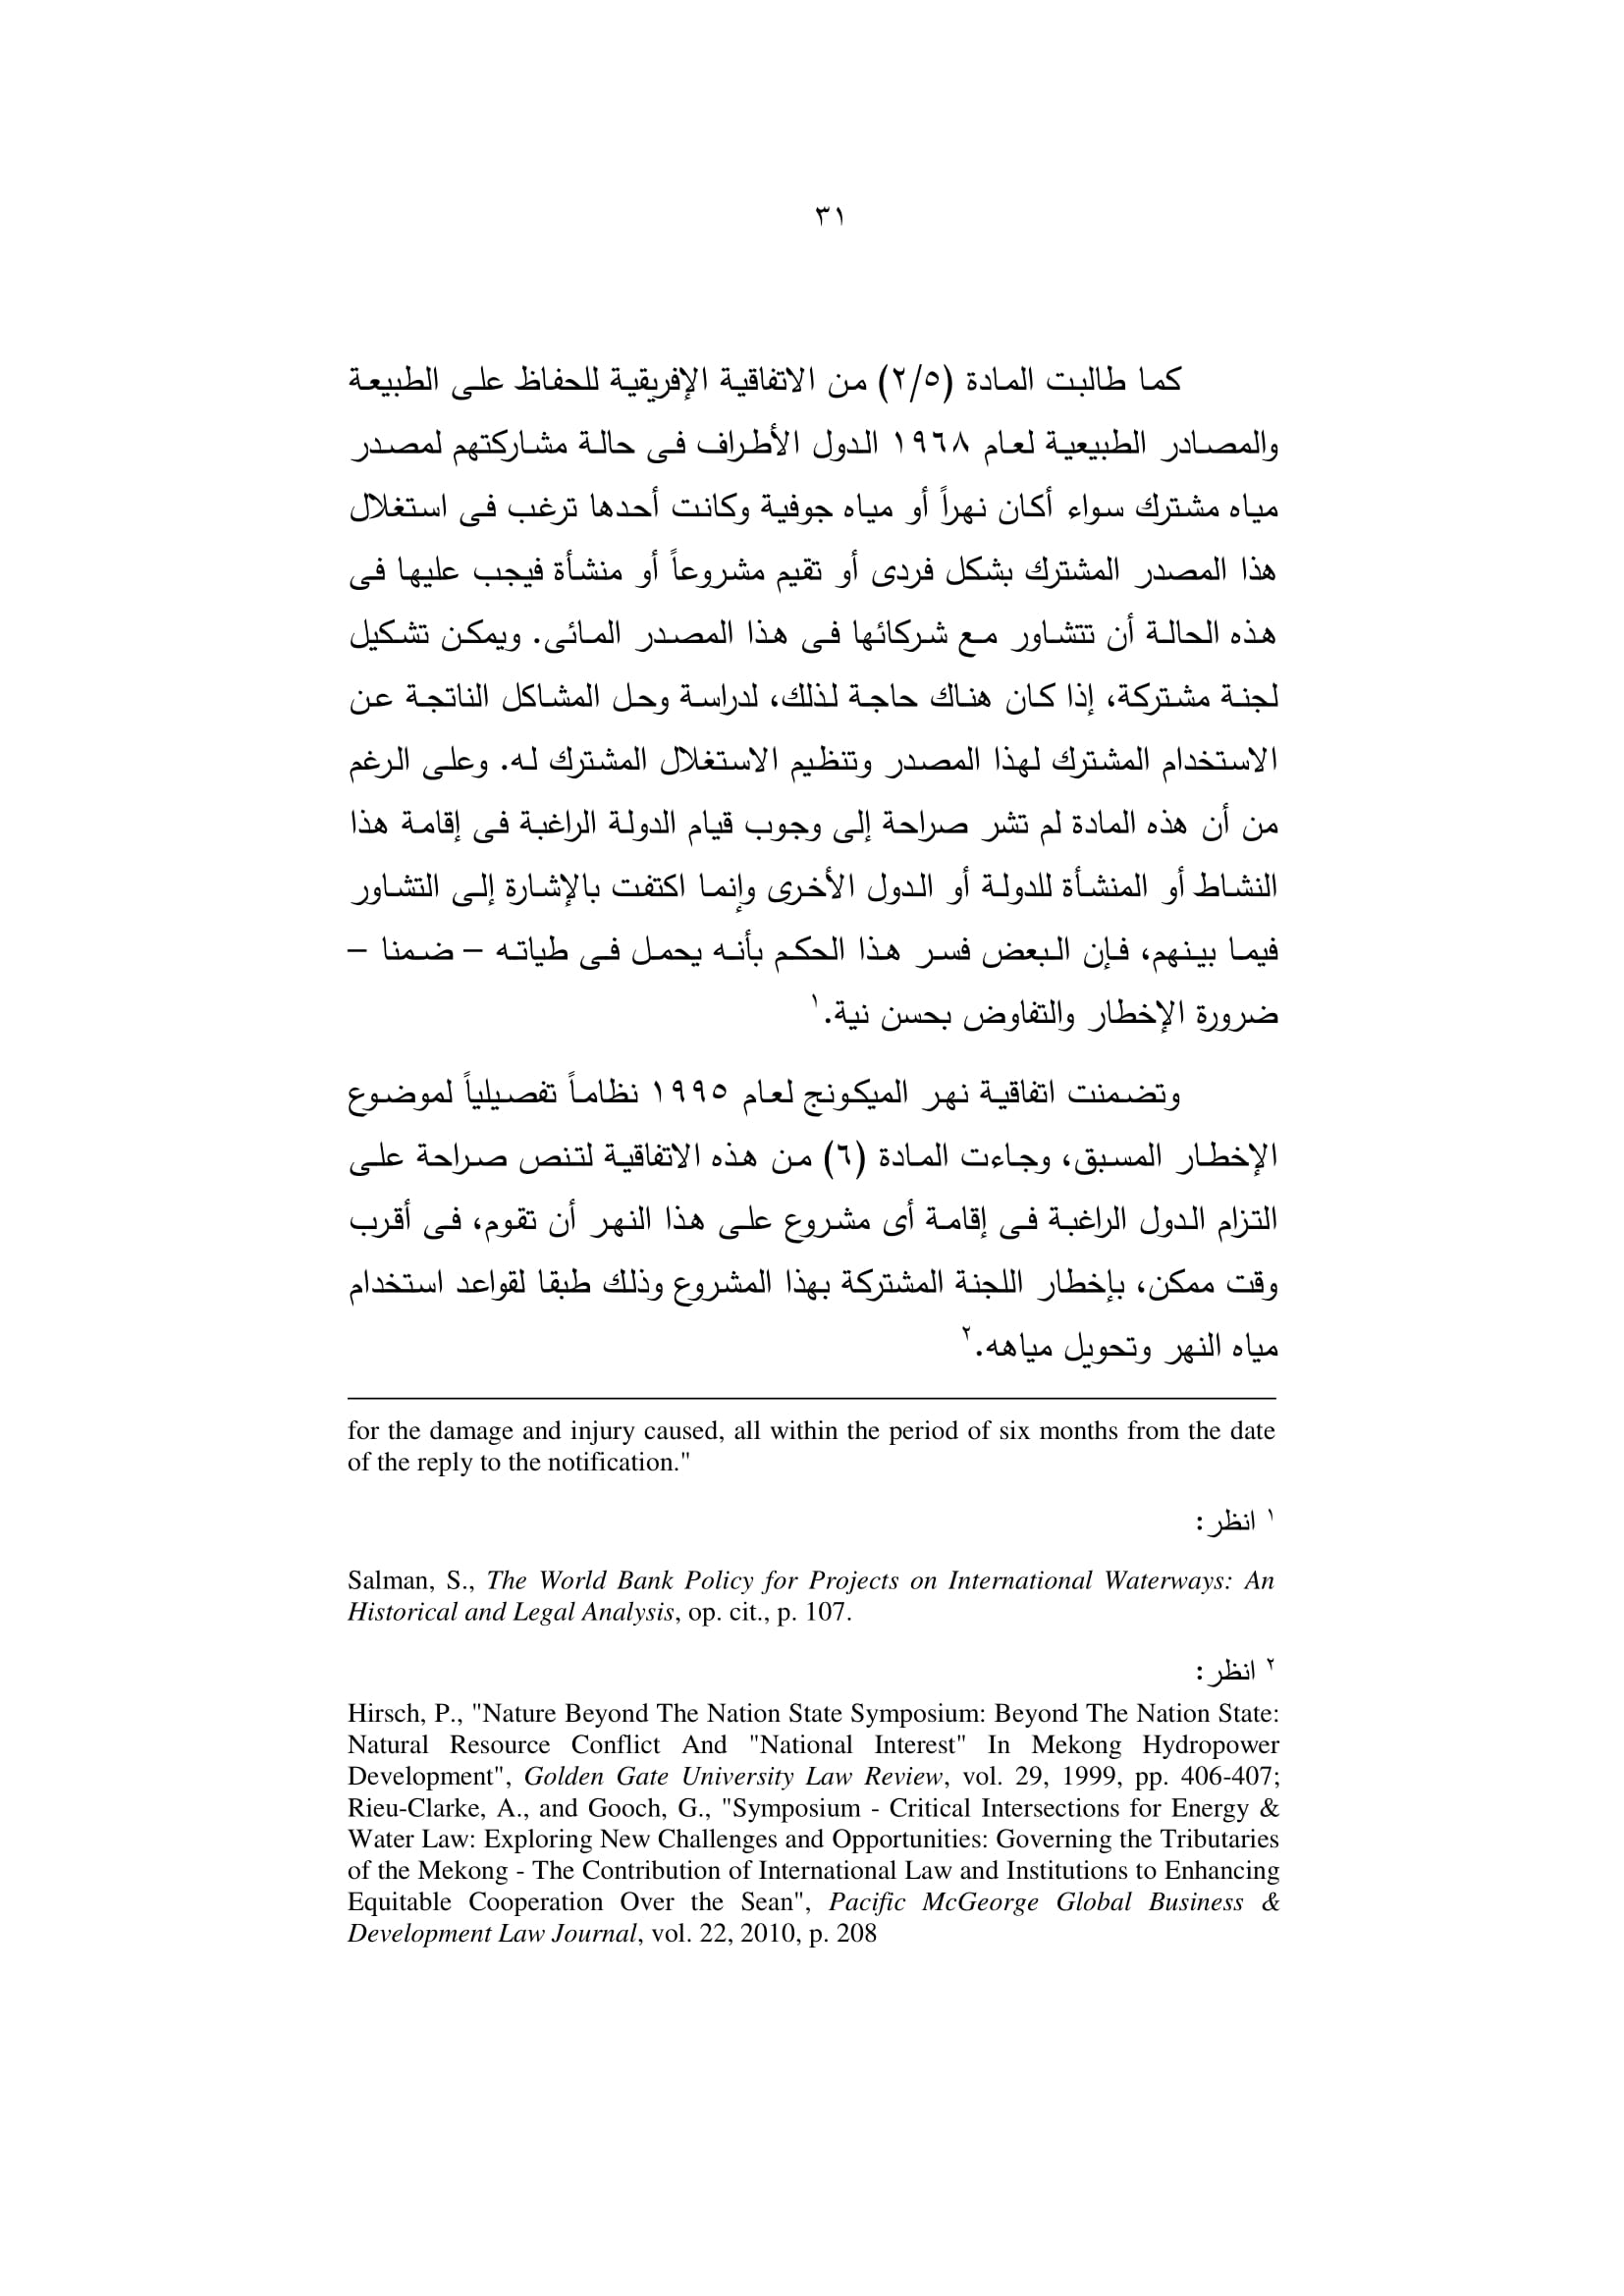 ٣١
كما طالبت المادة (٢/٥) من الاتفاقية الإفريقية للحفاظ على الطبيعة
والمصادر الطبيعية لعام ١٩٦٨ الدول الأطراف فى حالة مشاركتهم لمصدر
مياه مشترك سواء أكان نهراً أو مياه جوفية وكانت أحدها ترغب فى استغلال
هذا المصدر المشترك بشكل فردى أو تقيم مشروعاً أو منشأة فيجب عليها فى
هذه الحالة أن تتشاور مع شركائها فى هذا المصدر المائى. ويمكن تشكيل
لجنة مشتركة، إذا كان هناك حاجة لذلك، لدراسة وحل المشاكل الناتجة عن
الاستخدام المشترك لهذا المصدر وتنظيم الاستغلال المشترك له. وعلى الرغم
من أن هذه المادة لم تشر صراحة إلى وجوب قيام الدولة الراغبة فى إقامة هذا
النشاط أو المنشأة للدولة أو الدول الأخرى وإنما اكتفت بالإشارة إلى التشاور
فيما بينهم، فإن البعض فسر هذا الحكم بأنه يحمل فى طياته – ضمنا –
ضرورة الإخطار والتفاوض بحسن نية.١
وتضمنت اتفاقية نهر الميكونج لعام ١٩٩٥ نظاماً تفصيلياً لموضوع
الإخطار المسبق، وجاءت المادة (٦) من هذه الاتفاقية لتنص صراحة على
التزام الدول الراغبة فى إقامة أى مشروع على هذا النهر أن تقوم، فى أقرب
وقت ممكن، بإخطار اللجنة المشتركة بهذا المشروع وذلك طبقا لقواعد استخدام
مياه النهر وتحويل مياهه.٢
for the damage and injury caused, all within the period of six months from the date
of the reply to the notification."
١ انظر:
Salman, S., The World Bank Policy for Projects on International Waterways: An
Historical and Legal Analysis, op. cit., p. 107.
٢ انظر:
Hirsch, P., "Nature Beyond The Nation State Symposium: Beyond The Nation State:
Natural Resource Conflict And "National Interest" In Mekong Hydropower
Development", Golden Gate University Law Review, vol. 29, 1999, pp. 406-407;
Rieu-Clarke, A., and Gooch, G., "Symposium - Critical Intersections for Energy &
Water Law: Exploring New Challenges and Opportunities: Governing the Tributaries
of the Mekong - The Contribution of International Law and Institutions to Enhancing
Equitable Cooperation Over the Sean", Pacific McGeorge Global Business &
Development Law Journal, vol. 22, 2010, p. 208